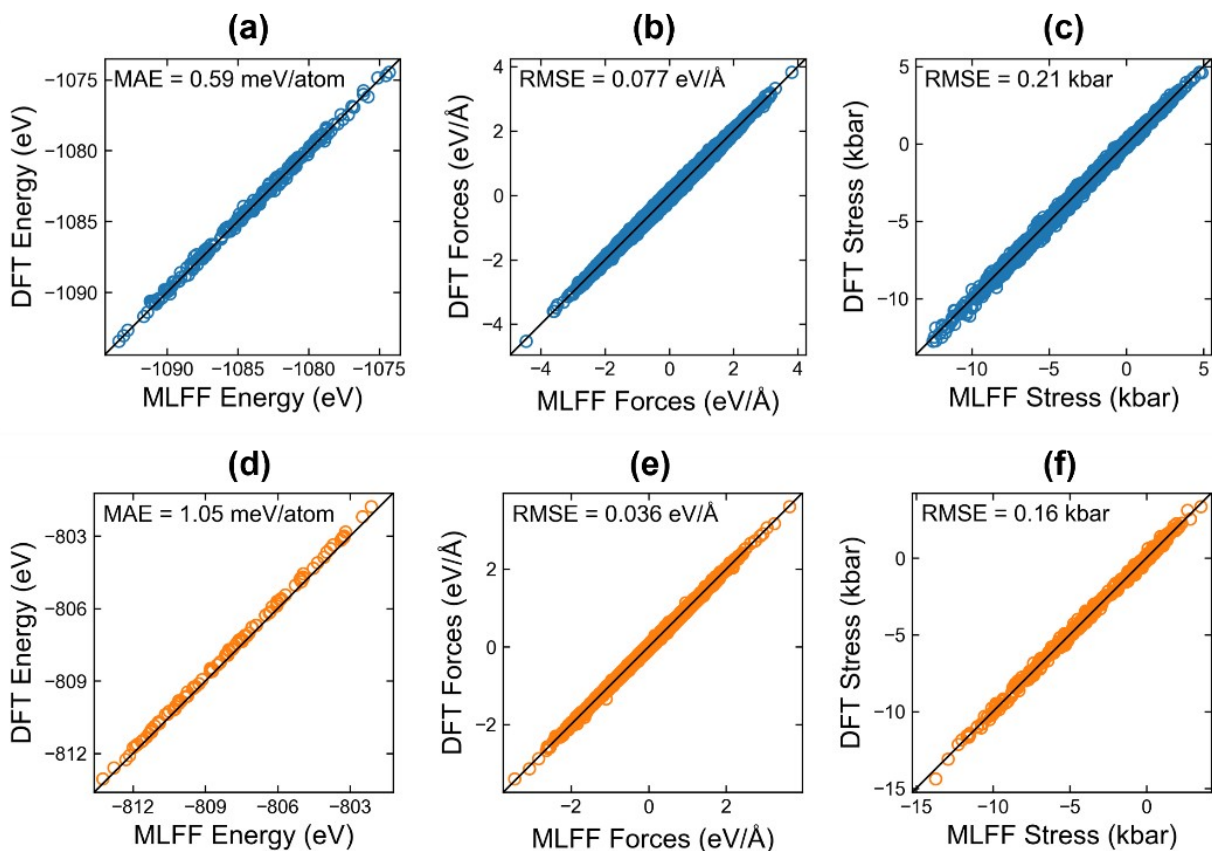 (a)
(b)
(c)
MAE = 0.59 meV/atom
RMSE = 0.077 eV/Å
RMSE = 0.21 kbar
DFT Energy (eV)
−1075
−1080
−1085
−1090
−1090
−1085
−1080
−1075
MLFF Energy (eV)
DFT Forces (eV/Å)
4
2
0
−2
−4
−4
−2
0
2
4
MLFF Forces (eV/Å)
DFT Stress (kbar)
5
0
−5
−10
−10
−5
0
5
MLFF Stress (kbar)
(d)
(e)
(f)
MAE = 1.05 meV/atom
RMSE = 0.036 eV/Å
RMSE = 0.16 kbar
DFT Energy (eV)
−803
−806
−809
−812
−812
−809
−806
−803
MLFF Energy (eV)
DFT Forces (eV/Å)
2
0
−2
−2
0
2
MLFF Forces (eV/Å)
DFT Stress (kbar)
0
−5
−10
−15
−15
−10
−5
0
MLFF Stress (kbar)